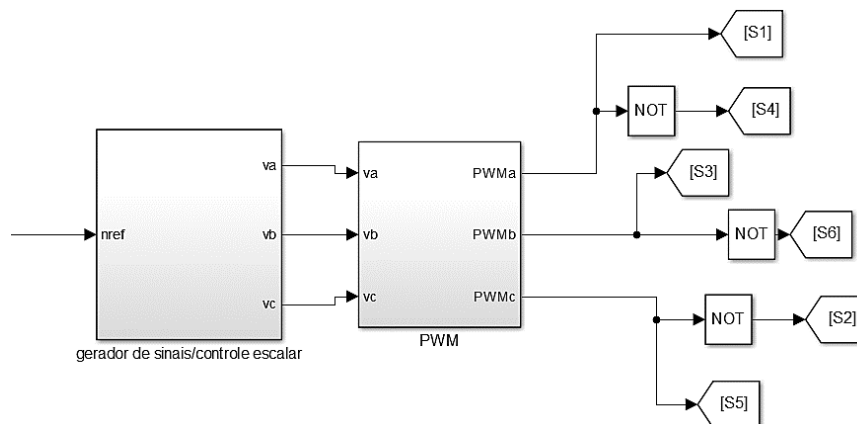 [S1]
NOT
[S4]
va
va
PWMa
[S3]
nref
vb
vb
PWMb
NOT
[S6]
vc
vc
PWMc
NOT
[S2]
gerador de sinais/controle escalar
PWM
[S5]